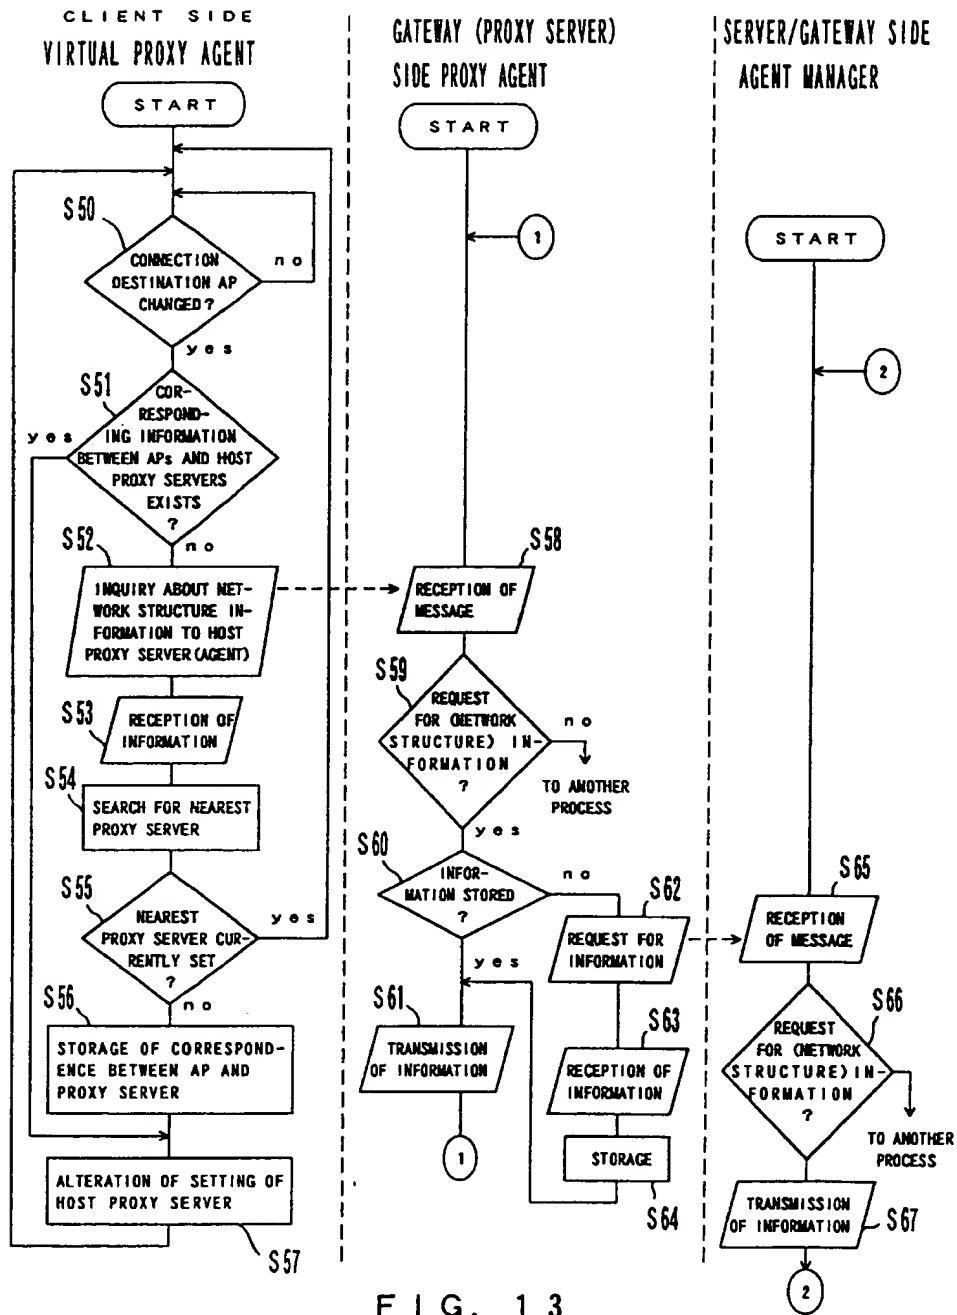 CLIENT SIDE
VIRTUAL PROXY AGENT
START
S50
CONNECTION
DESTINATION AP
CHANGED?
no
yes
S51
COR-
RESPOND-
ING INFORMATION
BETWEEN APs AND HOST
PROXY SERVERS
EXISTS
?
yes
no
S52
INQUIRY ABOUT NET-
WORK STRUCTURE IN-
FORMATION TO HOST
PROXY SERVER(AGENT)
S53
RECEPTION OF
INFORMATION
S54
SEARCH FOR NEAREST
PROXY SERVER
S55
NEAREST
PROXY SERVER CUR-
RENTLY SET
?
yes
no
S56
STORAGE OF CORRESPOND-
ENCE BETWEEN AP AND
PROXY SERVER
ALTERATION OF SETTING OF
HOST PROXY SERVER
S57
GATEWAY (PROXY SERVER)
SIDE PROXY AGENT
START
1
S58
RECEPTION OF
MESSAGE
S59
REQUEST
FOR (NETWORK
STRUCTURE) IN-
FORMATION
?
no
TO ANOTHER
PROCESS
yes
S60
INFOR-
MATION STORED
?
no
yes
S61
TRANSMISSION
OF INFORMATION
1
S62
REQUEST FOR
INFORMATION
S63
RECEPTION OF
INFORMATION
STORAGE
S64
SERVER/GATEWAY SIDE
AGENT MANAGER
START
2
S65
RECEPTION
OF MESSAGE
S66
REQUEST
FOR (NETWORK
STRUCTURE) IN-
FORMATION
?
TO ANOTHER
PROCESS
TRANSMISSION
OF INFORMATION
S67
2
FIG. 13